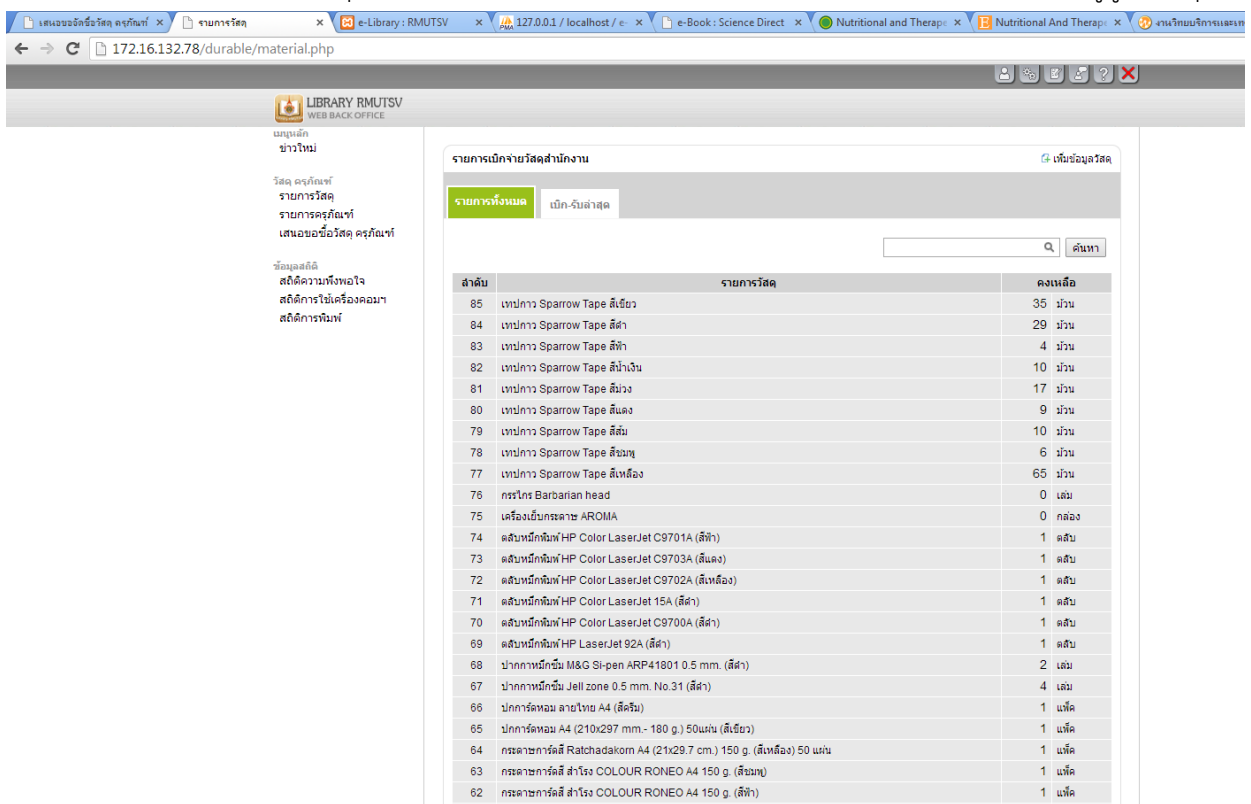 เสนอขอจัดซื้อวัสดุ ครุภัณฑ์
รายการวัสดุ
e-Library : RMUTSV
127.0.0.1 / localhost / e-
e-Book : Science Direct
Nutritional and Therape
Nutritional And Therape
งานวิทยบริการและเท
172.16.132.78/durable/material.php
LIBRARY RMUTSV
WEB BACK OFFICE
เมนูหลัก
ข่าวใหม่
วัสดุ ครุภัณฑ์
รายการวัสดุ
รายการครุภัณฑ์
เสนอขอซื้อวัสดุ ครุภัณฑ์
ข้อมูลสถิติ
สถิติความพึงพอใจ
สถิติการใช้เครื่องคอมฯ
สถิติการพิมพ์
รายการเบิกจ่ายวัสดุสำนักงาน เพิ่มข้อมูลวัสดุ
รายการทั้งหมด เบิก-รับล่าสุด
ค้นหา
ลำดับ รายการวัสดุ คงเหลือ
85 เทปกาว Sparrow Tape สีเขียว 35 ม้วน
84 เทปกาว Sparrow Tape สีดำ 29 ม้วน
83 เทปกาว Sparrow Tape สีฟ้า 4 ม้วน
82 เทปกาว Sparrow Tape สีน้ำเงิน 10 ม้วน
81 เทปกาว Sparrow Tape สีม่วง 17 ม้วน
80 เทปกาว Sparrow Tape สีแดง 9 ม้วน
79 เทปกาว Sparrow Tape สีส้ม 10 ม้วน
78 เทปกาว Sparrow Tape สีชมพู 6 ม้วน
77 เทปกาว Sparrow Tape สีเหลือง 65 ม้วน
76 กรรไกร Barbarian head 0 เล่ม
75 เครื่องเย็บกระดาษ AROMA 0 กล่อง
74 ตลับหมึกพิมพ์ HP Color LaserJet C9701A (สีฟ้า) 1 ตลับ
73 ตลับหมึกพิมพ์ HP Color LaserJet C9703A (สีแดง) 1 ตลับ
72 ตลับหมึกพิมพ์ HP Color LaserJet C9702A (สีเหลือง) 1 ตลับ
71 ตลับหมึกพิมพ์ HP Color LaserJet 15A (สีดำ) 1 ตลับ
70 ตลับหมึกพิมพ์ HP Color LaserJet C9700A (สีดำ) 1 ตลับ
69 ตลับหมึกพิมพ์ HP LaserJet 92A (สีดำ) 1 ตลับ
68 ปากกาหมึกซึม M&G Si-pen ARP41801 0.5 mm. (สีดำ) 2 เล่ม
67 ปากกาหมึกซึม Jell zone 0.5 mm. No.31 (สีดำ) 4 เล่ม
66 ปกการ์ดหอม ลายไทย A4 (สีครีม) 1 แพ็ค
65 ปกการ์ดหอม A4 (210x297 mm.- 180 g.) 50แผ่น (สีเขียว) 1 แพ็ค
64 กระดาษการ์ดสี Ratchadakorn A4 (21x29.7 cm.) 150 g. (สีเหลือง) 50 แผ่น 1 แพ็ค
63 กระดาษการ์ดสี สำโรง COLOUR RONEO A4 150 g. (สีชมพู) 1 แพ็ค
62 กระดาษการ์ดสี สำโรง COLOUR RONEO A4 150 g. (สีฟ้า) 1 แพ็ค